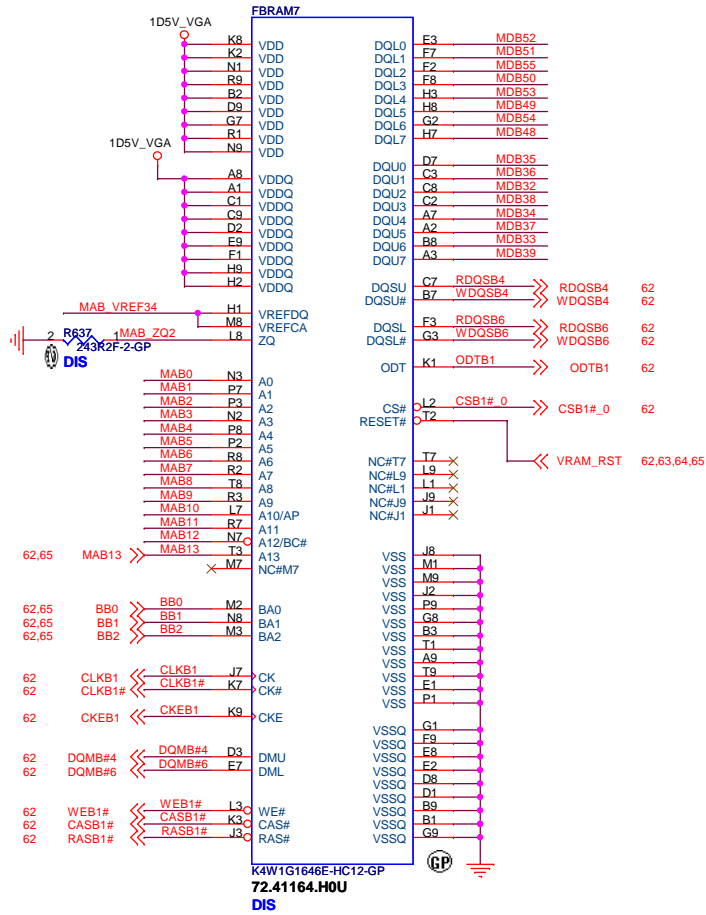 FBRAM7
1D5V_VGA
K8 VDD
K2 VDD
N1 VDD
R9 VDD
B2 VDD
D9 VDD
G7 VDD
R1 VDD
N9 VDD
1D5V_VGA
A8 VDDQ
A1 VDDQ
C1 VDDQ
C9 VDDQ
D2 VDDQ
E9 VDDQ
F1 VDDQ
H9 VDDQ
H2 VDDQ
MAB_VREF34 H1 VREFDQ
M8 VREFCA
2 R637 1 MAB_ZQ2 L8 ZQ
243R2F-2-GP
DIS
MAB0 N3 A0
MAB1 P7 A1
MAB2 P3 A2
MAB3 N2 A3
MAB4 P8 A4
MAB5 P2 A5
MAB6 R8 A6
MAB7 R2 A7
MAB8 T8 A8
MAB9 R3 A9
MAB10 L7 A10/AP
MAB11 R7 A11
MAB12 N7 A12/BC#
62,65 MAB13 MAB13 T3 A13
M7 NC#M7
62,65 BB0 BB0 M2 BA0
62,65 BB1 BB1 N8 BA1
62,65 BB2 BB2 M3 BA2
62 CLKB1 CLKB1 J7 CK
62 CLKB1# CLKB1# K7 CK#
62 CKEB1 CKEB1 K9 CKE
62 DQMB#4 DQMB#4 D3 DMU
62 DQMB#6 DQMB#6 E7 DML
62 WEB1# WEB1# L3 WE#
62 CASB1# CASB1# K3 CAS#
62 RASB1# RASB1# J3 RAS#
DQL0 E3 MDB52
DQL1 F7 MDB51
DQL2 F2 MDB55
DQL3 F8 MDB50
DQL4 H3 MDB53
DQL5 H8 MDB49
DQL6 G2 MDB54
DQL7 H7 MDB48
DQU0 D7 MDB35
DQU1 C3 MDB36
DQU2 C8 MDB32
DQU3 C2 MDB38
DQU4 A7 MDB34
DQU5 A2 MDB37
DQU6 B8 MDB33
DQU7 A3 MDB39
DQSU C7 RDQSB4 RDQSB4 62
DQSU# B7 WDQSB4 WDQSB4 62
DQSL F3 RDQSB6 RDQSB6 62
DQSL# G3 WDQSB6 WDQSB6 62
ODT K1 ODTB1 ODTB1 62
CS# L2 CSB1#_0 CSB1#_0 62
RESET# T2
VRAM_RST 62,63,64,65
NC#T7 T7
NC#L9 L9
NC#L1 L1
NC#J9 J9
NC#J1 J1
VSS J8
VSS M1
VSS M9
VSS J2
VSS P9
VSS G8
VSS B3
VSS T1
VSS A9
VSS T9
VSS E1
VSS P1
VSSQ G1
VSSQ F9
VSSQ E8
VSSQ E2
VSSQ D8
VSSQ D1
VSSQ B9
VSSQ B1
VSSQ G9
GP
K4W1G1646E-HC12-GP
72.41164.H0U
DIS